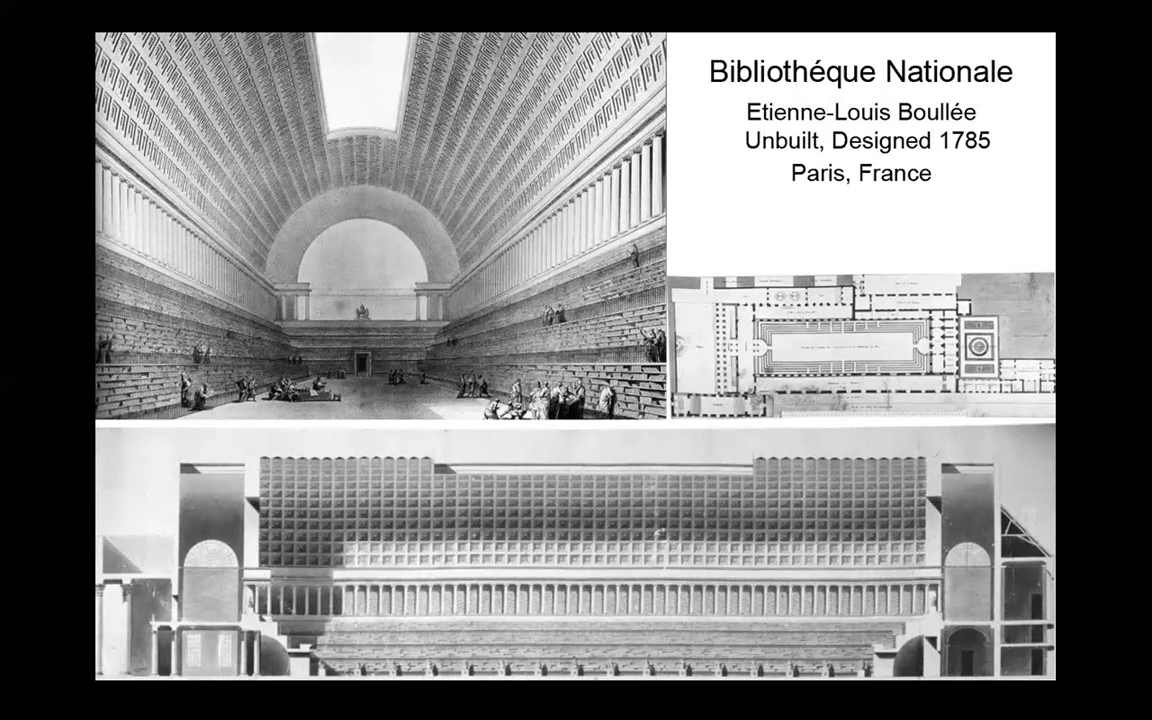 Bibliothéque Nationale
Etienne-Louis Boullée
Unbuilt, Designed 1785
Paris, France